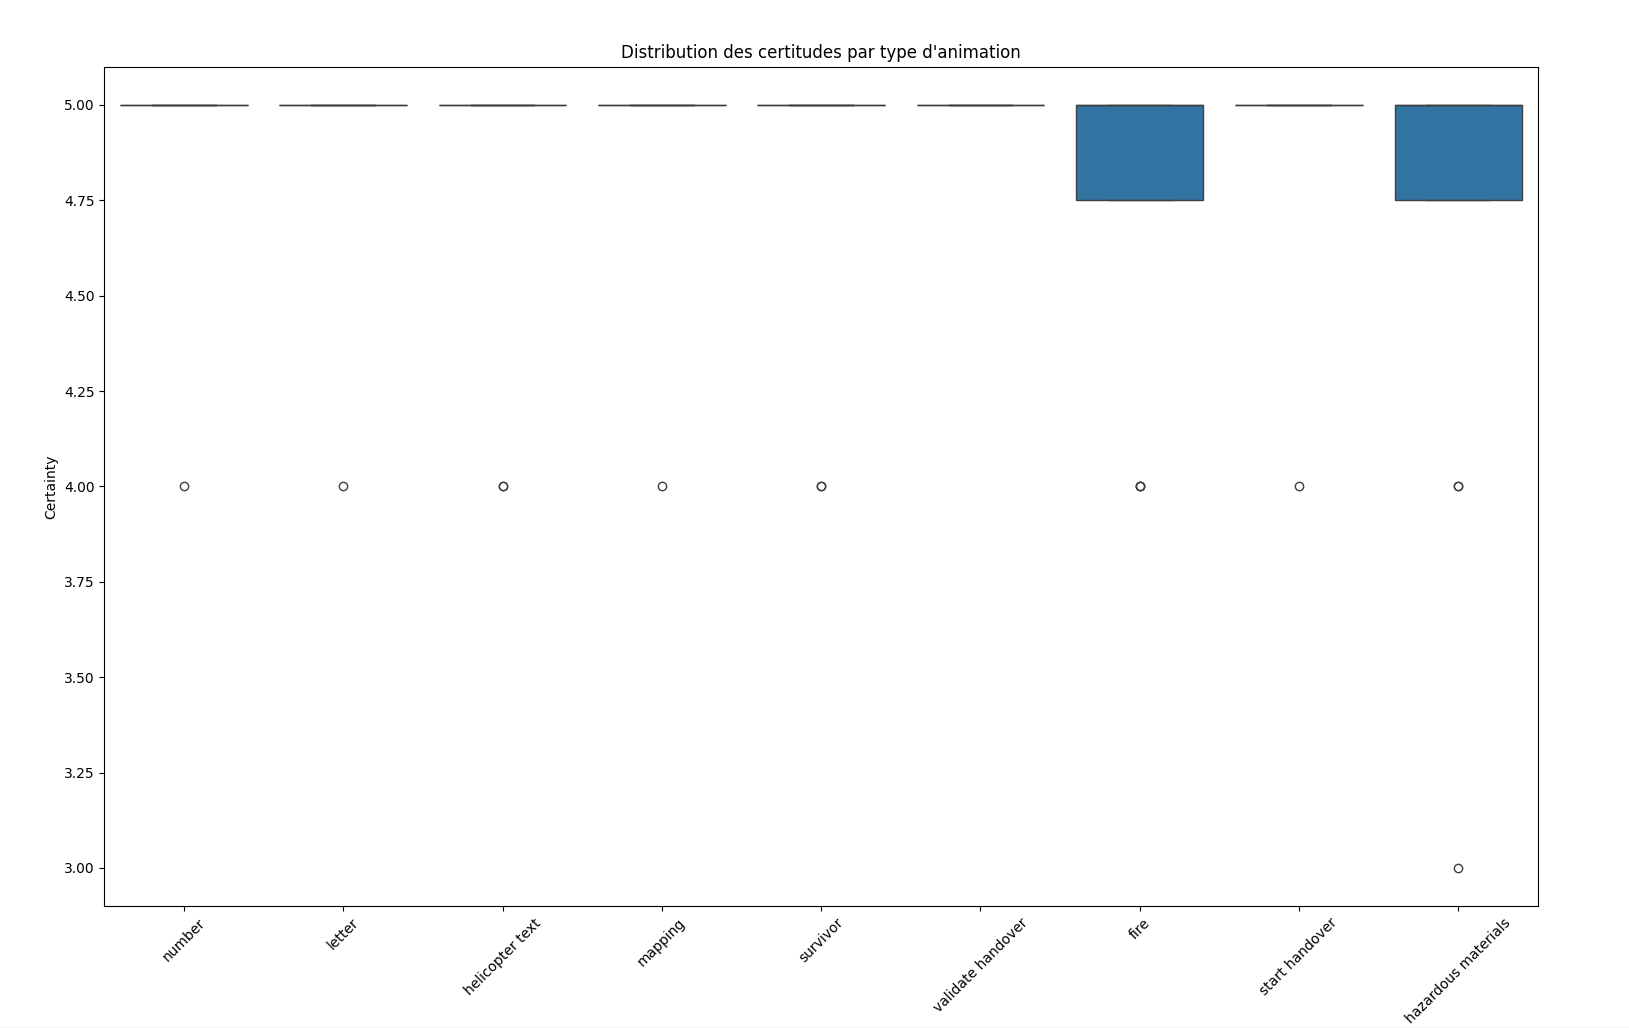 Distribution des certitudes par type d'animation
5.00
4.75
4.50
4.25
4.00
3.75
3.50
3.25
3.00
Certainty
number
letter
helicopter text
mapping
survivor
validate handover
fire
start handover
hazardous materials